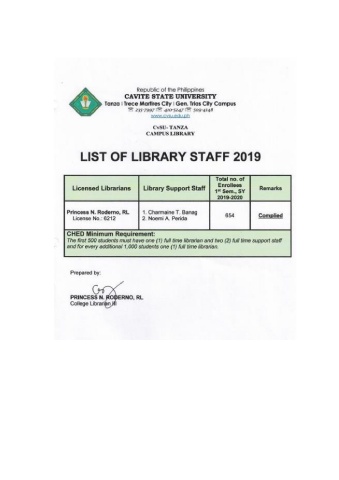 Republic of the Philippines
CAVITE STATE UNIVERSITY
Tanza | Trece Martires City | Gen. Trias City Campus
www.cvsu.edu.ph
CvSU- TANZA
CAMPUS LIBRARY
LIST OF LIBRARY STAFF 2019
Licensed Librarians Library Support Staff Total no. of Enrollees 1st Sem., SY 2019-2020 Remarks
Princess N. Roderno, RL 1. Charmaine T. Banag 654 Complied
License No.: 6212 2. Noemi A. Perida
CHED Minimum Requirement:
The first 500 students must have one (1) full time librarian and two (2) full time support staff
and for every additional 1,000 students one (1) full time librarian.
Prepared by:
PRINCESS N. RODERNO, RL
College Librarian III